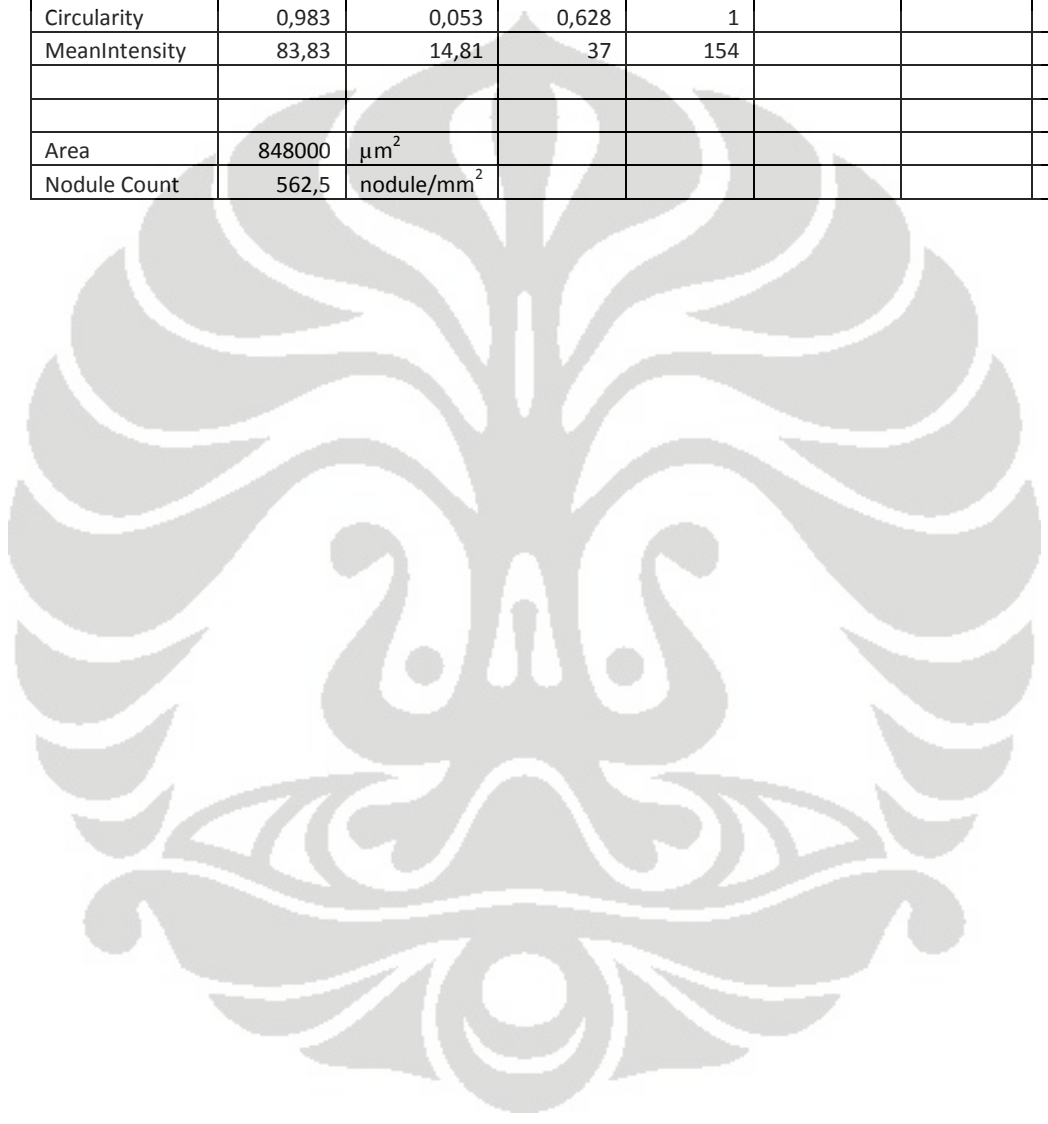 Circularity 0,983 0,053 0,628 1
MeanIntensity 83,83 14,81 37 154
Area 848000 μm²
Nodule Count 562,5 nodule/mm²